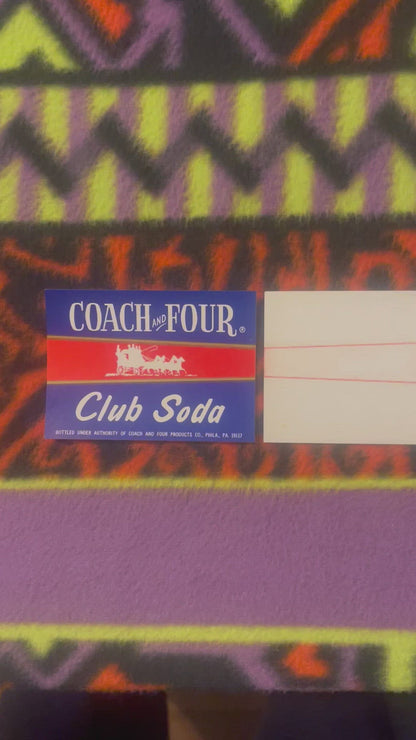 COACH AND FOUR®
Club Soda
BOTTLED UNDER AUTHORITY OF COACH AND FOUR PRODUCTS CO., PHILA, PA. 19137